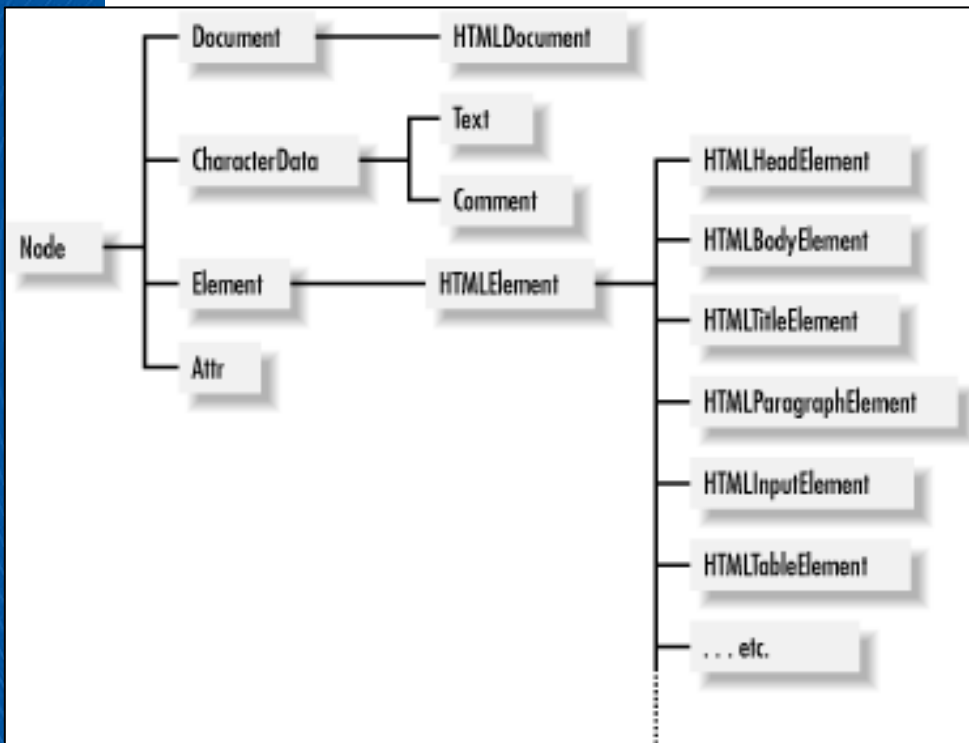 Document
HTMLDocument
Text
CharacterData
HTMLHeadElement
Comment
HTMLBodyElement
Node
Element
HTMLElement
HTMLTitleElement
Attr
HTMLParagraphElement
HTMLInputElement
HTMLTableElement
. . . etc.